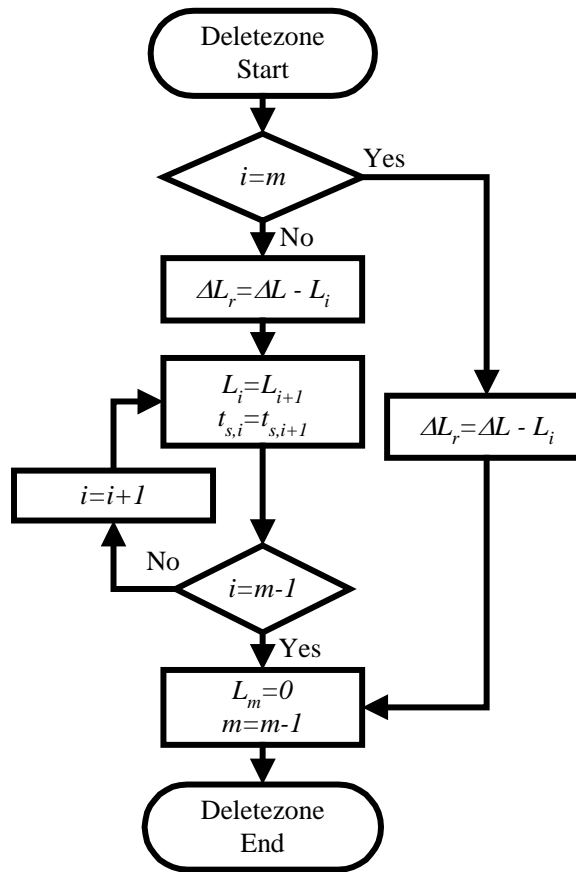 Deletezone
Start
Yes
i=m
No
ΔL_r=ΔL - L_i
L_i=L_{i+1}
t_{s,i}=t_{s,i+1}
ΔL_r=ΔL - L_i
i=i+1
No
i=m-1
Yes
L_m=0
m=m-1
Deletezone
End